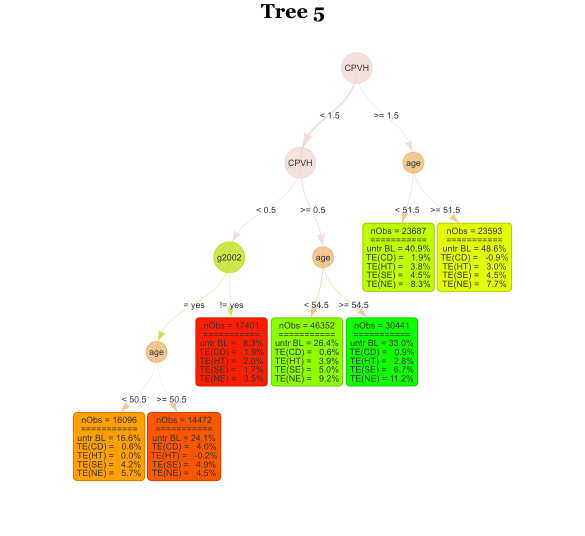 Tree 5
CPVH
< 1.5
>= 1.5
CPVH
age
< 0.5
>= 0.5
< 51.5
>= 51.5
nObs = 23687
===========
untr BL = 40.9%
TE(CD) = 1.9%
TE(HT) = 3.8%
TE(SE) = 4.5%
TE(NE) = 8.3%
nObs = 23593
===========
untr BL = 48.6%
TE(CD) = -0.9%
TE(HT) = 3.0%
TE(SE) = 4.5%
TE(NE) = 7.7%
g2002
age
= yes
!= yes
< 54.5
>= 54.5
nObs = 17401
===========
untr BL = 8.3%
TE(CD) = 1.9%
TE(HT) = 2.0%
TE(SE) = 1.7%
TE(NE) = 3.5%
nObs = 46352
===========
untr BL = 26.4%
TE(CD) = 0.6%
TE(HT) = 3.9%
TE(SE) = 5.0%
TE(NE) = 9.2%
nObs = 30441
===========
untr BL = 33.0%
TE(CD) = 0.9%
TE(HT) = 2.8%
TE(SE) = 6.7%
TE(NE) = 11.2%
age
< 50.5
>= 50.5
nObs = 16096
===========
untr BL = 16.6%
TE(CD) = 0.6%
TE(HT) = 0.0%
TE(SE) = 4.2%
TE(NE) = 5.7%
nObs = 14472
===========
untr BL = 24.1%
TE(CD) = 4.0%
TE(HT) = -0.2%
TE(SE) = 4.9%
TE(NE) = 4.5%